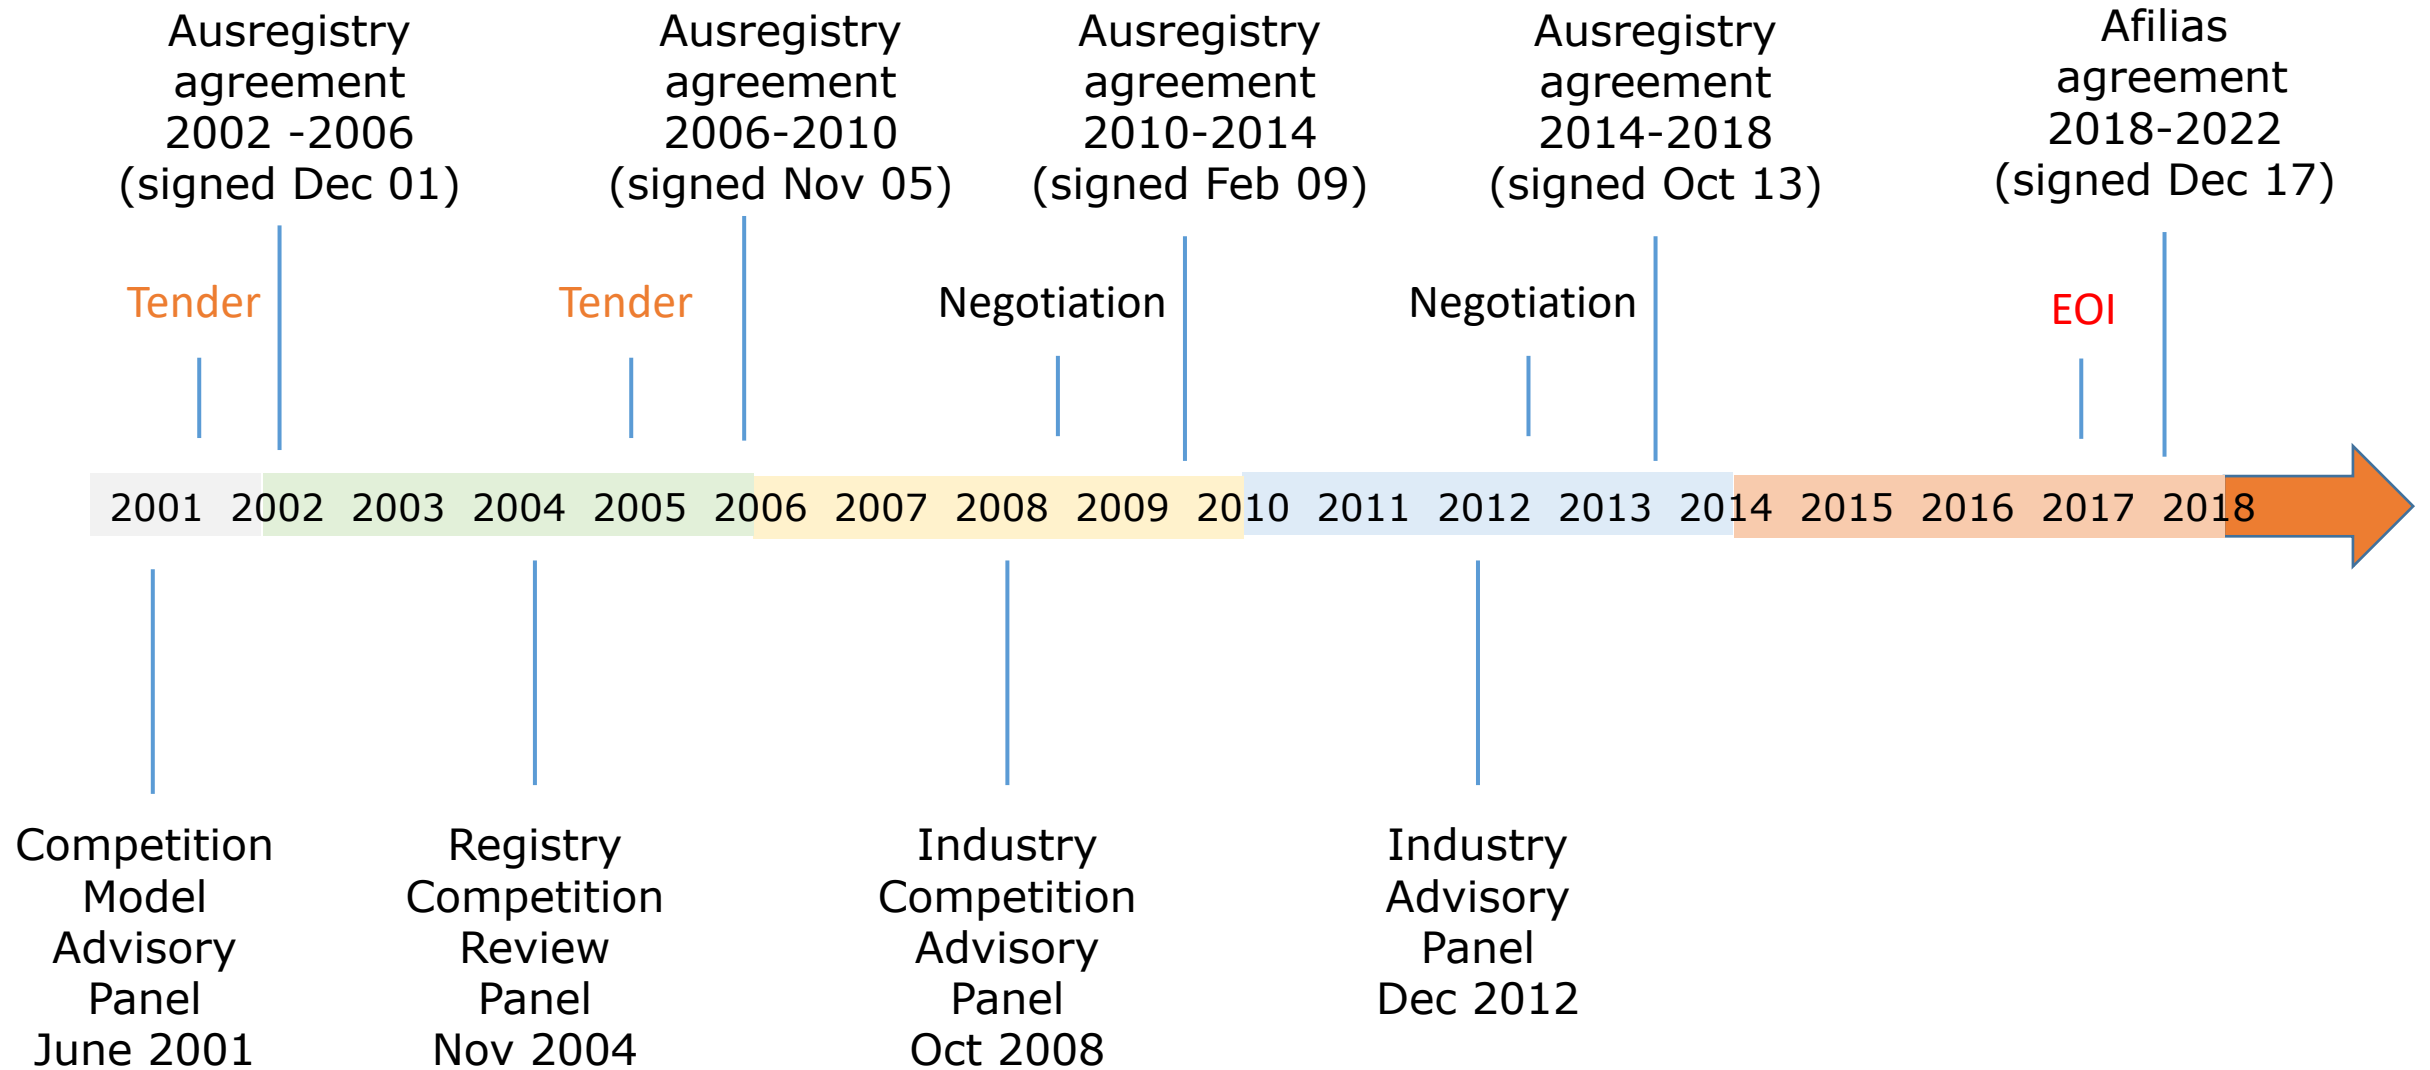 Ausregistry
agreement
2002 -2006
(signed Dec 01)
Ausregistry
agreement
2006-2010
(signed Nov 05)
Ausregistry
agreement
2010-2014
(signed Feb 09)
Ausregistry
agreement
2014-2018
(signed Oct 13)
Afilias
agreement
2018-2022
(signed Dec 17)
Tender
Tender
Negotiation
Negotiation
EOI
2001 2002 2003 2004 2005 2006 2007 2008 2009 2010 2011 2012 2013 2014 2015 2016 2017 2018
Competition
Model
Advisory
Panel
June 2001
Registry
Competition
Review
Panel
Nov 2004
Industry
Competition
Advisory
Panel
Oct 2008
Industry
Advisory
Panel
Dec 2012